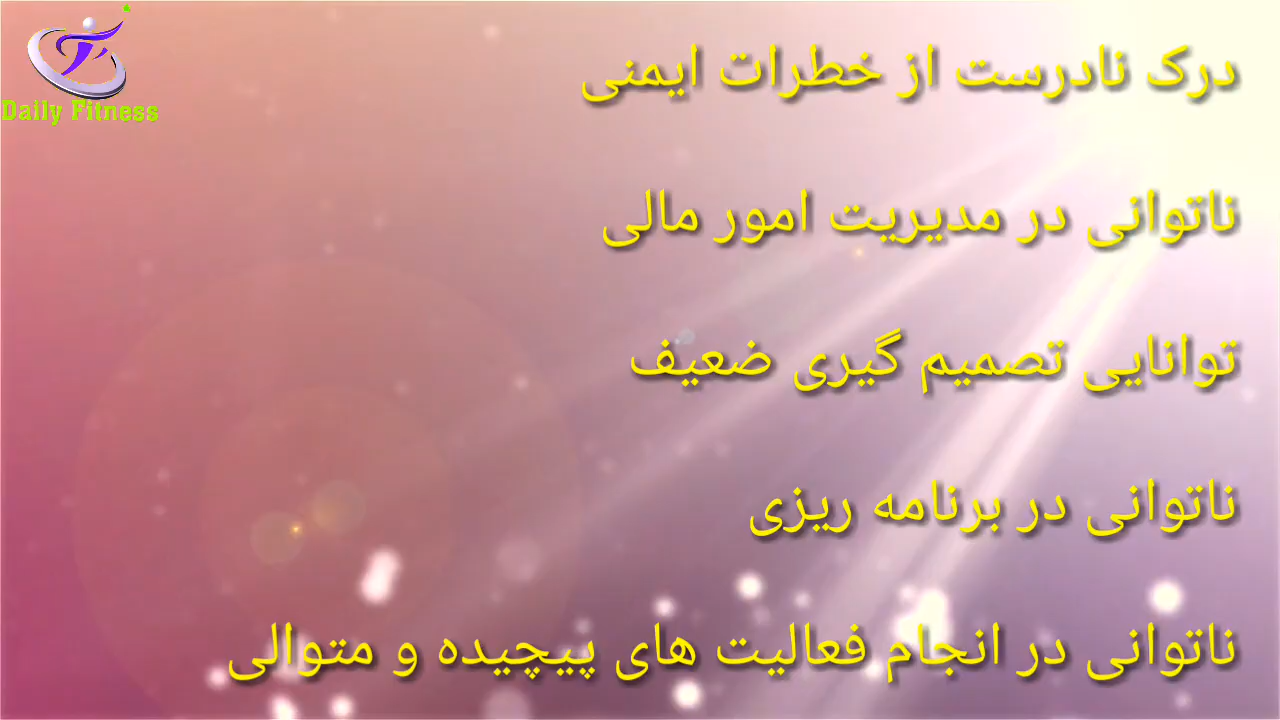 Daily Fitness
درک نادرست از خطرات ایمنی
ناتوانی در مدیریت امور مالی
توانایی تصمیم گیری ضعیف
ناتوانی در برنامه ریزی
ناتوانی در انجام فعالیت های پیچیده و متوالی